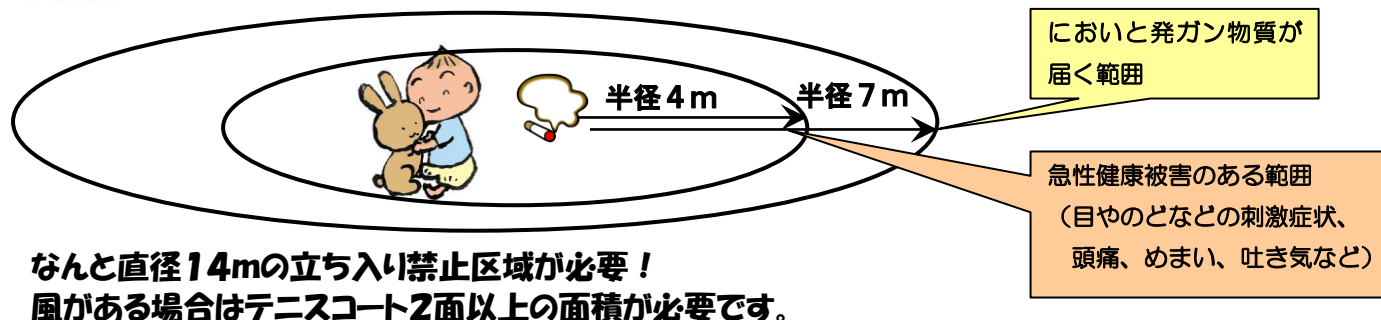 においと発ガン物質が
届く範囲
半径４ｍ
半径７ｍ
急性健康被害のある範囲
（目やのどなどの刺激症状、
頭痛、めまい、吐き気など）
なんと直径１４ｍの立ち入り禁止区域が必要！
風がある場合はテニスコート２面以上の面積が必要です。